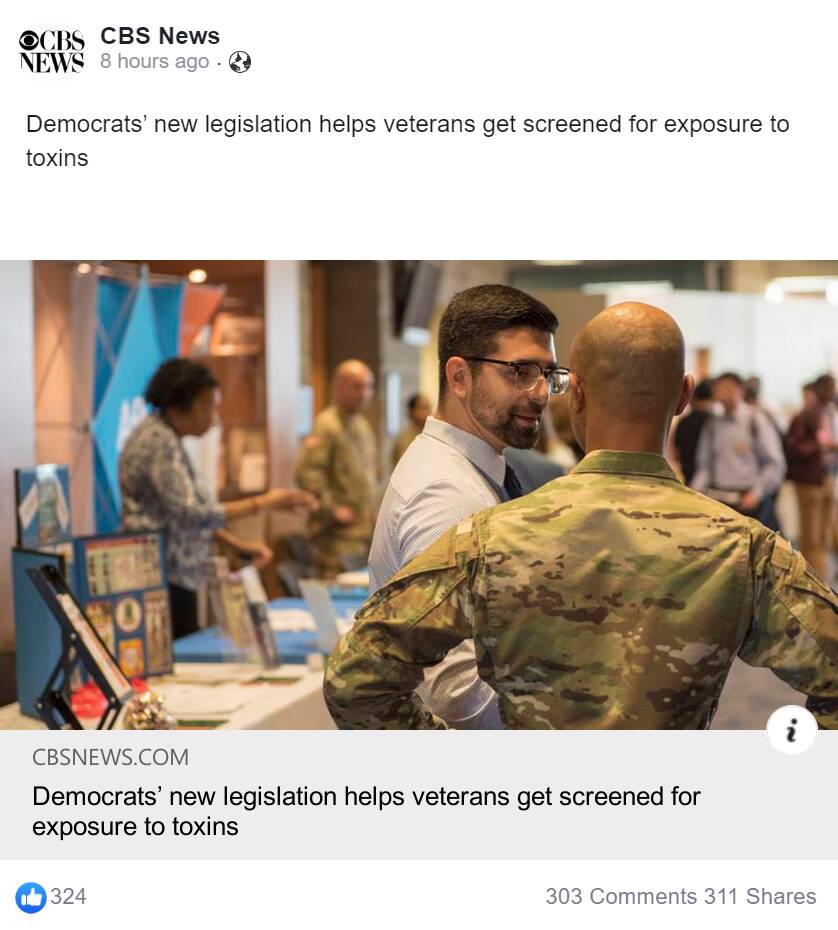 CBS NEWS
CBS News
8 hours ago ·
Democrats’ new legislation helps veterans get screened for exposure to
toxins
i
CBSNEWS.COM
Democrats’ new legislation helps veterans get screened for
exposure to toxins
324
303 Comments 311 Shares